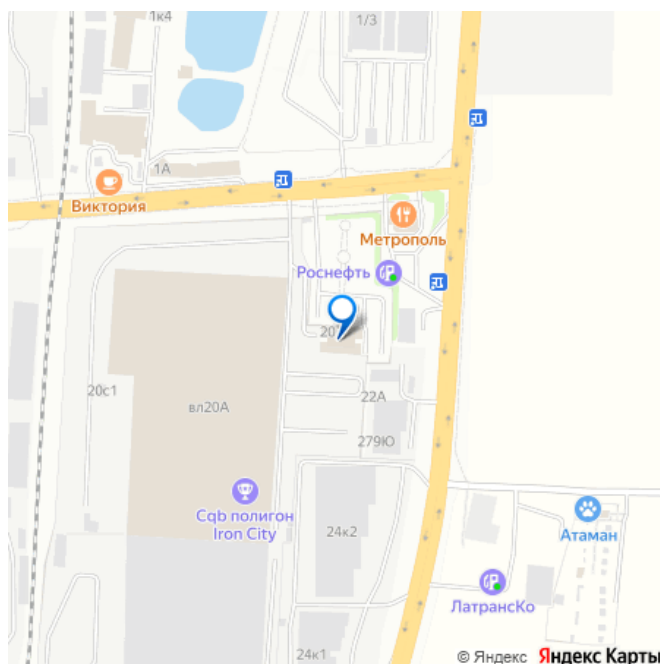 1к4
1/3
1А
Виктория
Метрополь
Роснефть
20с1
вл20А
22А
279Ю
Cqb полигон
Iron City
24к2
Атаман
ЛатрансКо
24к1
© Яндекс Яндекс Карты